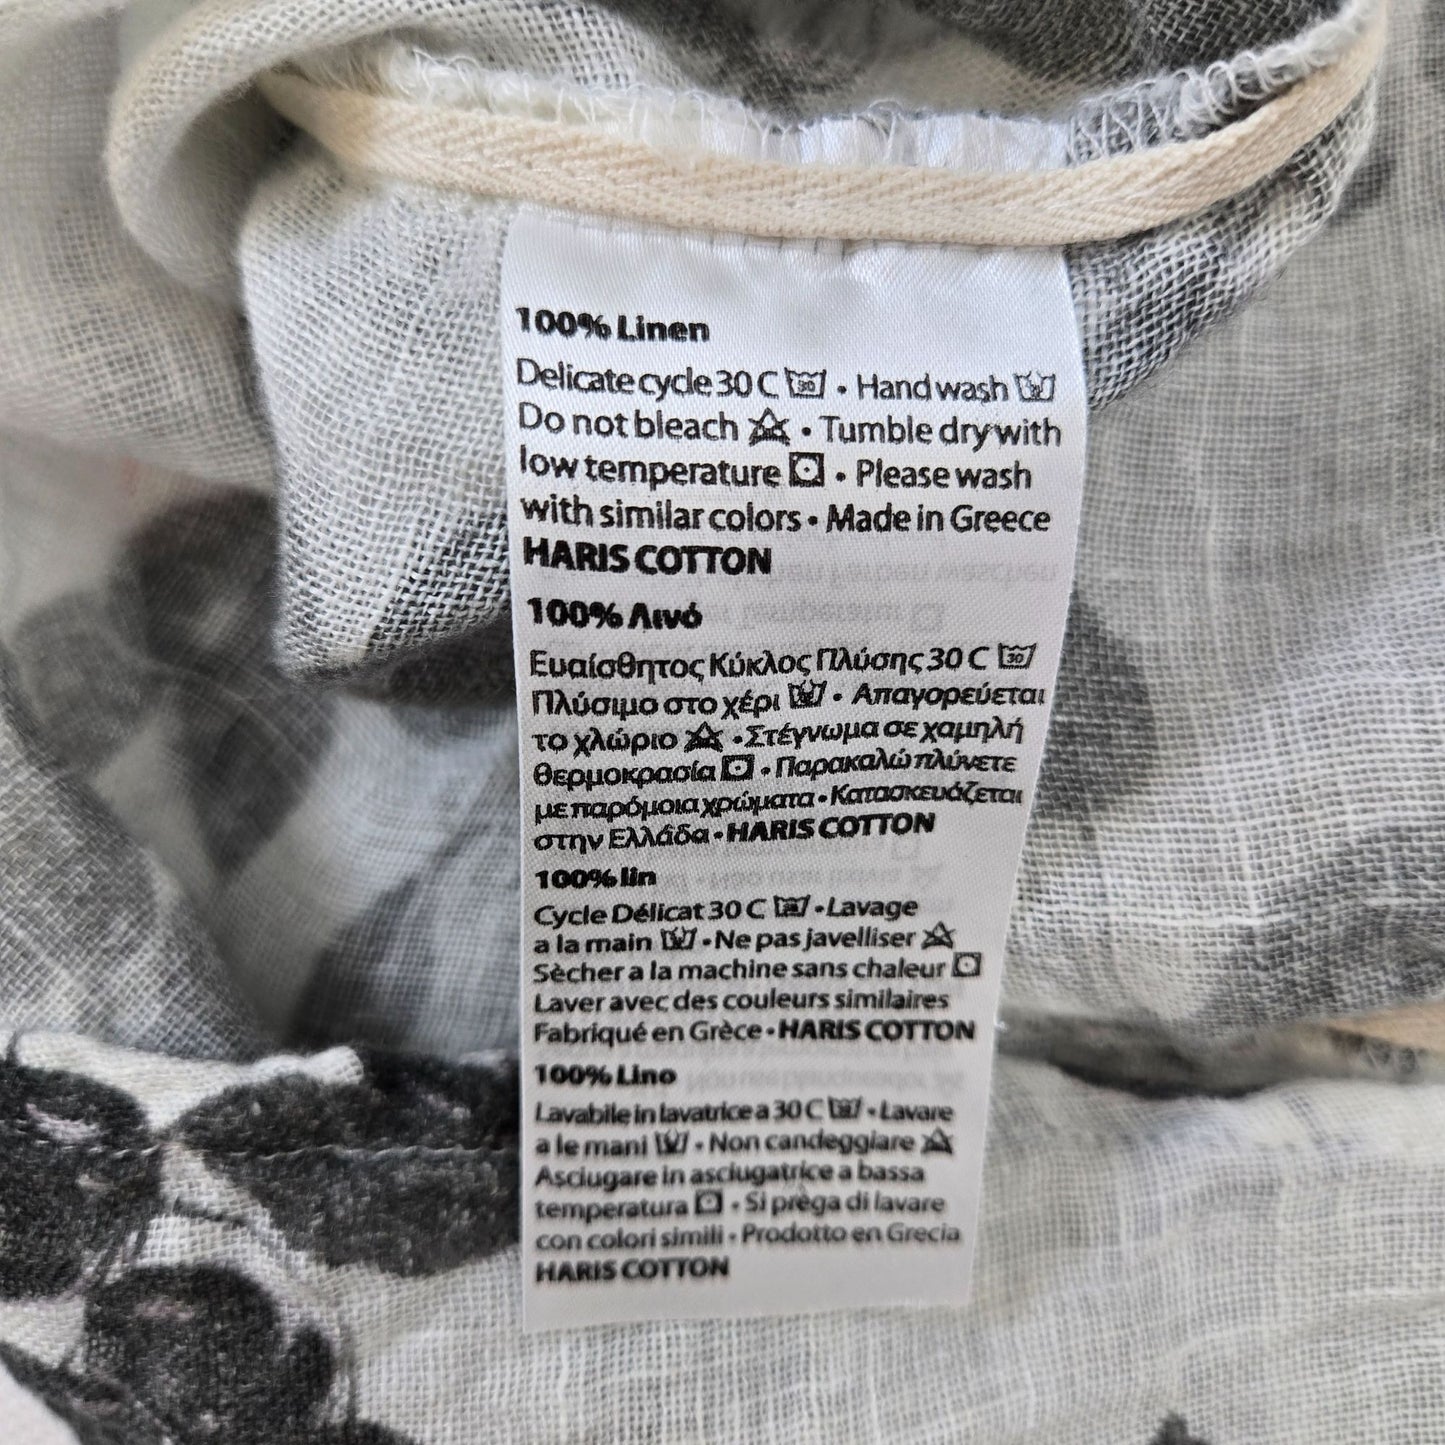 100% Linen
Delicate cycle 30 C 30 • Hand wash
Do not bleach • Tumble dry with
low temperature • Please wash
with similar colors • Made in Greece
HARIS COTTON
100% Λινό
Ευαίσθητος Κύκλος Πλύσης 30 C 30
Πλύσιμο στο χέρι • Απαγορεύεται
το χλώριο • Στέγνωμα σε χαμηλή
θερμοκρασία • Παρακαλώ πλύνετε
με παρόμοια χρώματα • Κατασκευάζεται
στην Ελλάδα • HARIS COTTON
100% lin
Cycle Délicat 30 C 30 • Lavage
a la main • Ne pas javelliser
Sècher a la machine sans chaleur
Laver avec des couleurs similaires
Fabriqué en Grèce • HARIS COTTON
100% Lino
Lavabile in lavatrice a 30 C 30 • Lavare
a le mani • Non candeggiare
Asciugare in asciugatrice a bassa
temperatura • Si prèga di lavare
con colori simili • Prodotto en Grecia
HARIS COTTON